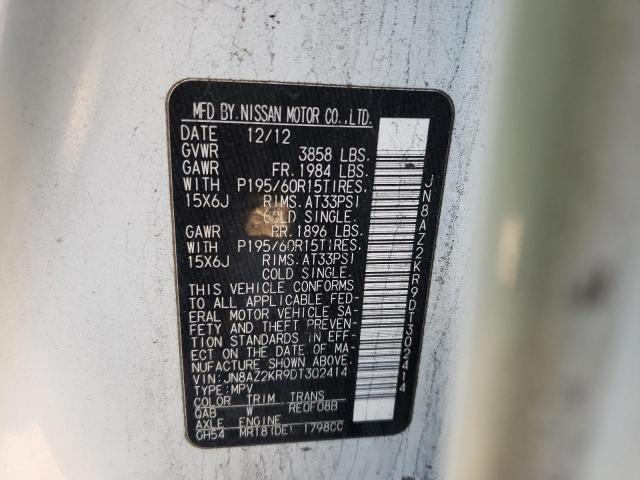 MFD BY. NISSAN MOTOR CO.,LTD.
DATE 12/12
GVWR 3858 LBS.
GAWR FR. 1984 LBS.
WITH P195/60R15TIRES.
15X6J RIMS. AT33PSI
COLD SINGLE.
GAWR RR. 1896 LBS.
WITH P195/60R15TIRES.
15X6J RIMS. AT33PSI
COLD SINGLE.
THIS VEHICLE CONFORMS
TO ALL APPLICABLE FED-
ERAL MOTOR VEHICLE SA-
FETY AND THEFT PREVEN-
TION STANDARDS IN EFF-
ECT ON THE DATE OF MA-
NUFACTURE SHOWN ABOVE.
VIN: JN8AZ2KR9DT302414
TYPE: MPV
COLOR TRIM TRANS
QAB W RE0F08B
AXLE ENGINE
GH54 MR18(DE) 1798CC
JN8AZ2KR9DT302414